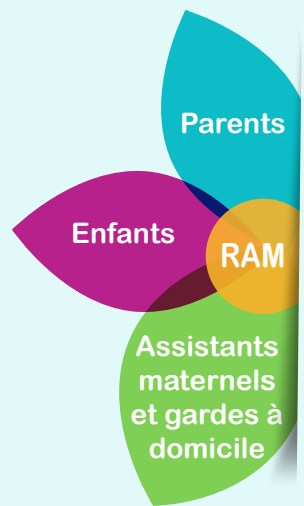 Parents
Enfants
RAM
Assistants
maternels
et gardes à
domicile